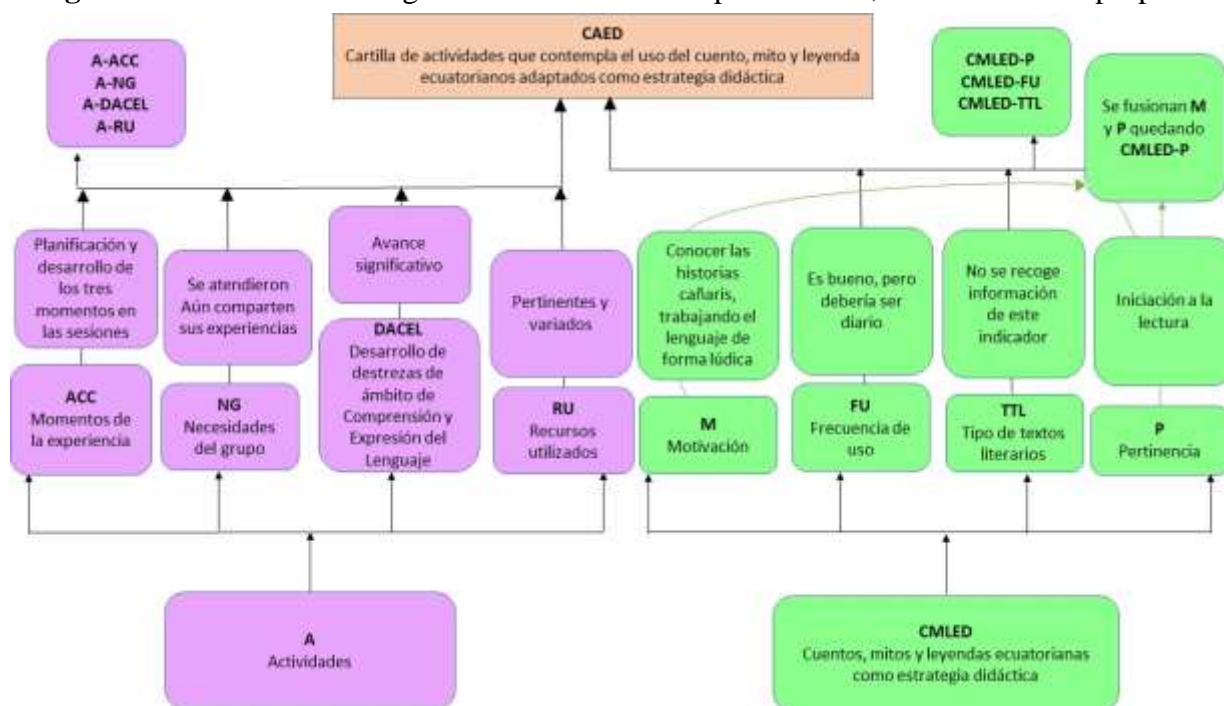 CAED
Cartilla de actividades que contempla el uso del cuento, mito y leyenda
ecuatorianos adaptados como estrategia didáctica
A-ACC
A-NG
A-DACEL
A-RU
CMLED-P
CMLED-FU
CMLED-TTL
Se fusionan M
y P quedando
CMLED-P
Planificación y
desarrollo de
los tres
momentos en
las sesiones
Se atendieron
Aún comparten
sus experiencias
Avance
significativo
Pertinentes y
variados
Conocer las
historias
cañaris,
trabajando el
lenguaje de
forma lúdica
Es bueno, pero
debería ser
diario
No se recoge
información
de este
indicador
Iniciación a la
lectura
ACC
Momentos de
la experiencia
NG
Necesidades
del grupo
DACEL
Desarrollo de
destrezas de
ámbito de
Comprensión y
Expresión del
Lenguaje
RU
Recursos
utilizados
M
Motivación
FU
Frecuencia de
uso
TTL
Tipo de textos
literarios
P
Pertinencia
A
Actividades
CMLED
Cuentos, mitos y leyendas ecuatorianas
como estrategia didáctica